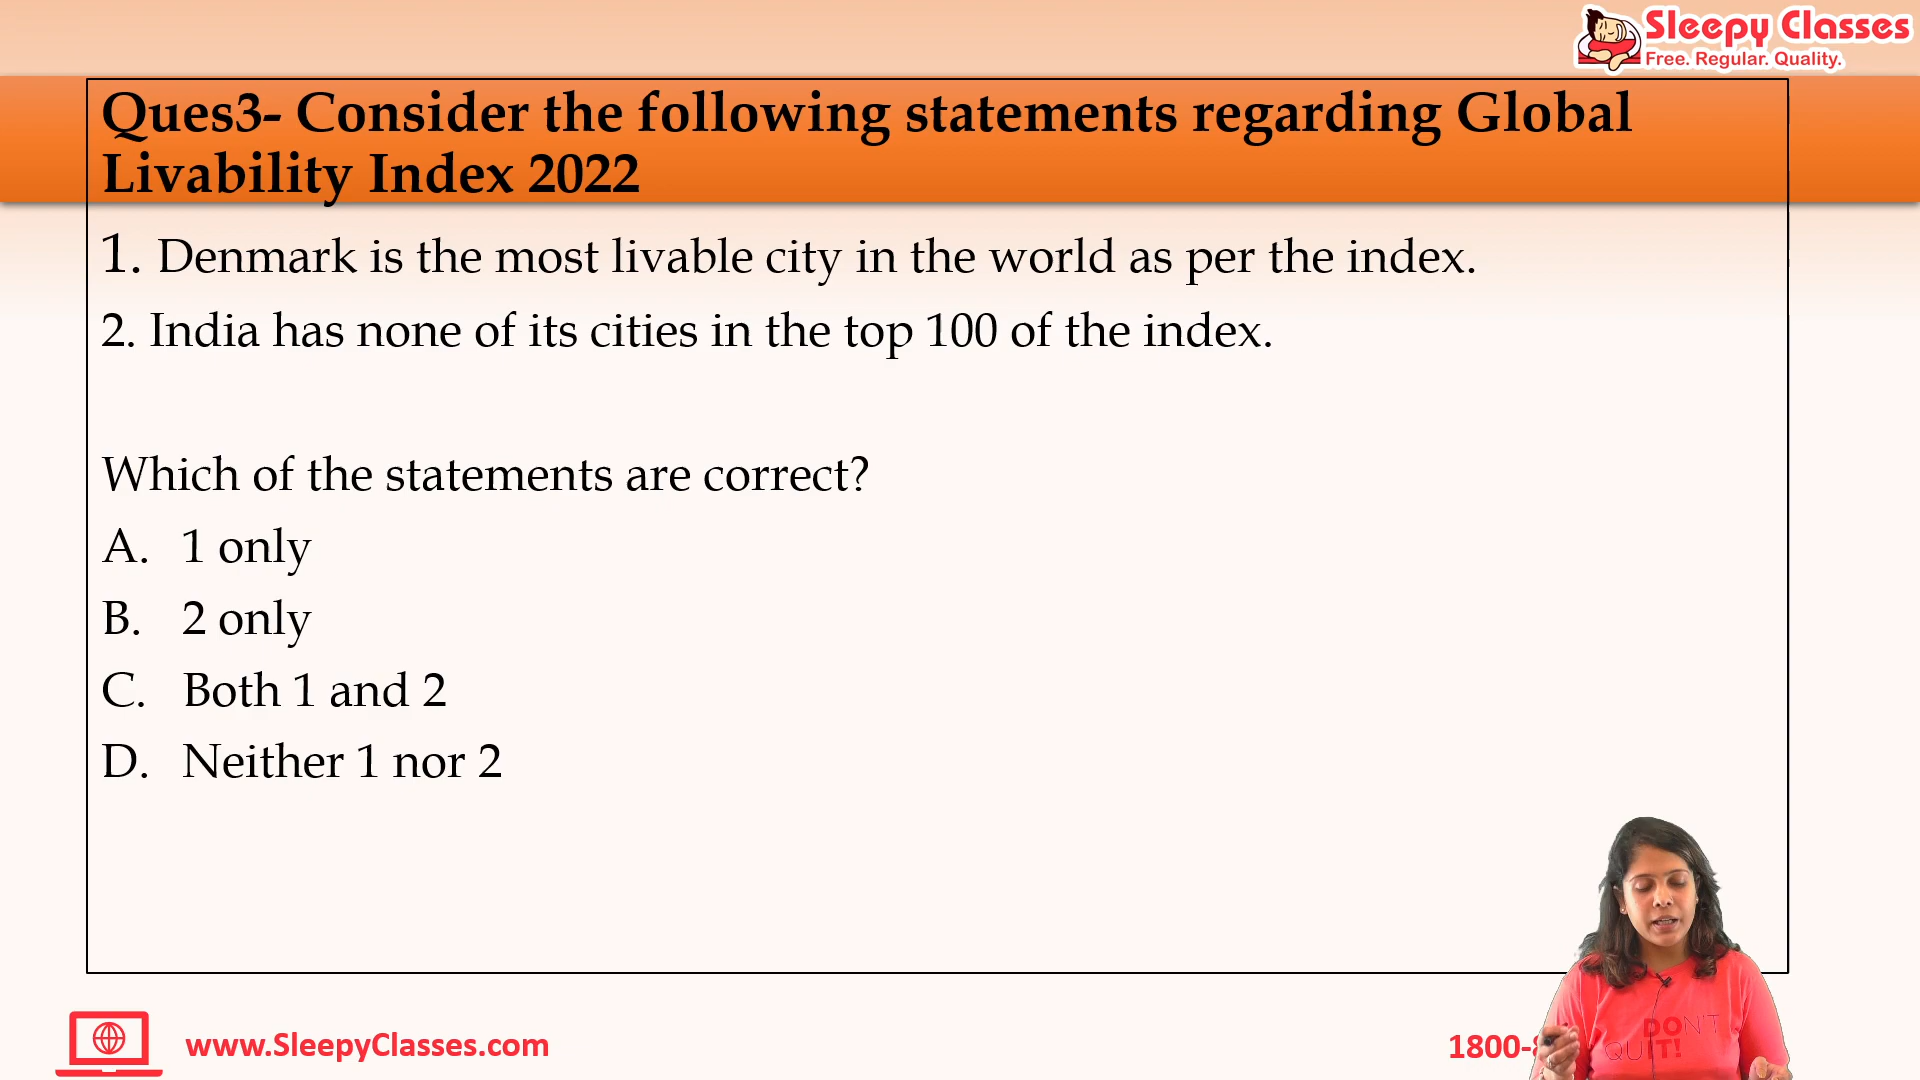 Sleepy Classes
Free. Regular. Quality.
Ques3- Consider the following statements regarding Global
Livability Index 2022
1. Denmark is the most livable city in the world as per the index.
2. India has none of its cities in the top 100 of the index.
Which of the statements are correct?
A. 1 only
B. 2 only
C. Both 1 and 2
D. Neither 1 nor 2
www.SleepyClasses.com
1800-
DON'T
QUIT!